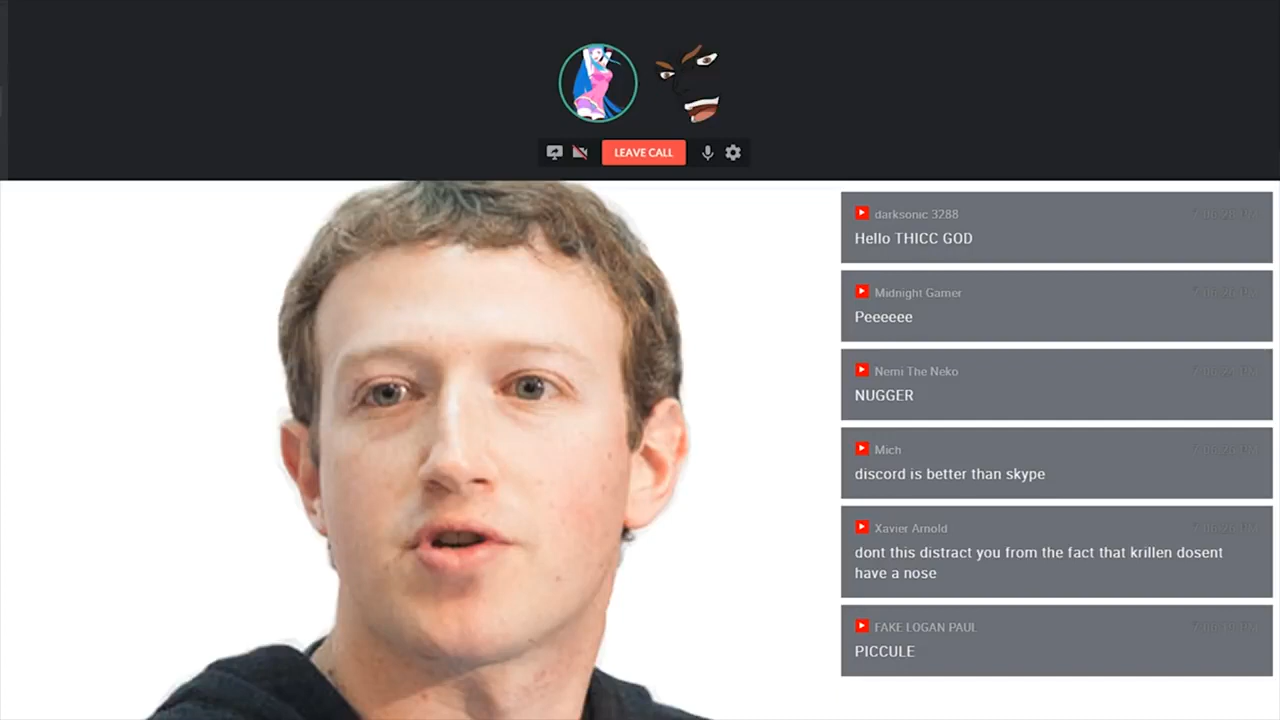 LEAVE CALL
darksonic 3288
Hello THICC GOD
Midnight Gamer
Peeeeee
Nemi The Neko
NUGGER
Mich
discord is better than skype
Xavier Arnold
dont this distract you from the fact that krillen dosent
have a nose
FAKE LOGAN PAUL
PICCULE